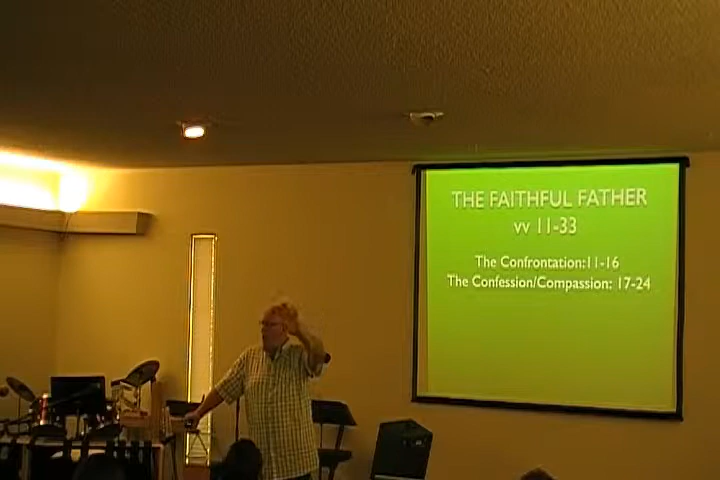 THE FAITHFUL FATHER
vv 11-33
The Confrontation:11-16
The Confession/Compassion: 17-24